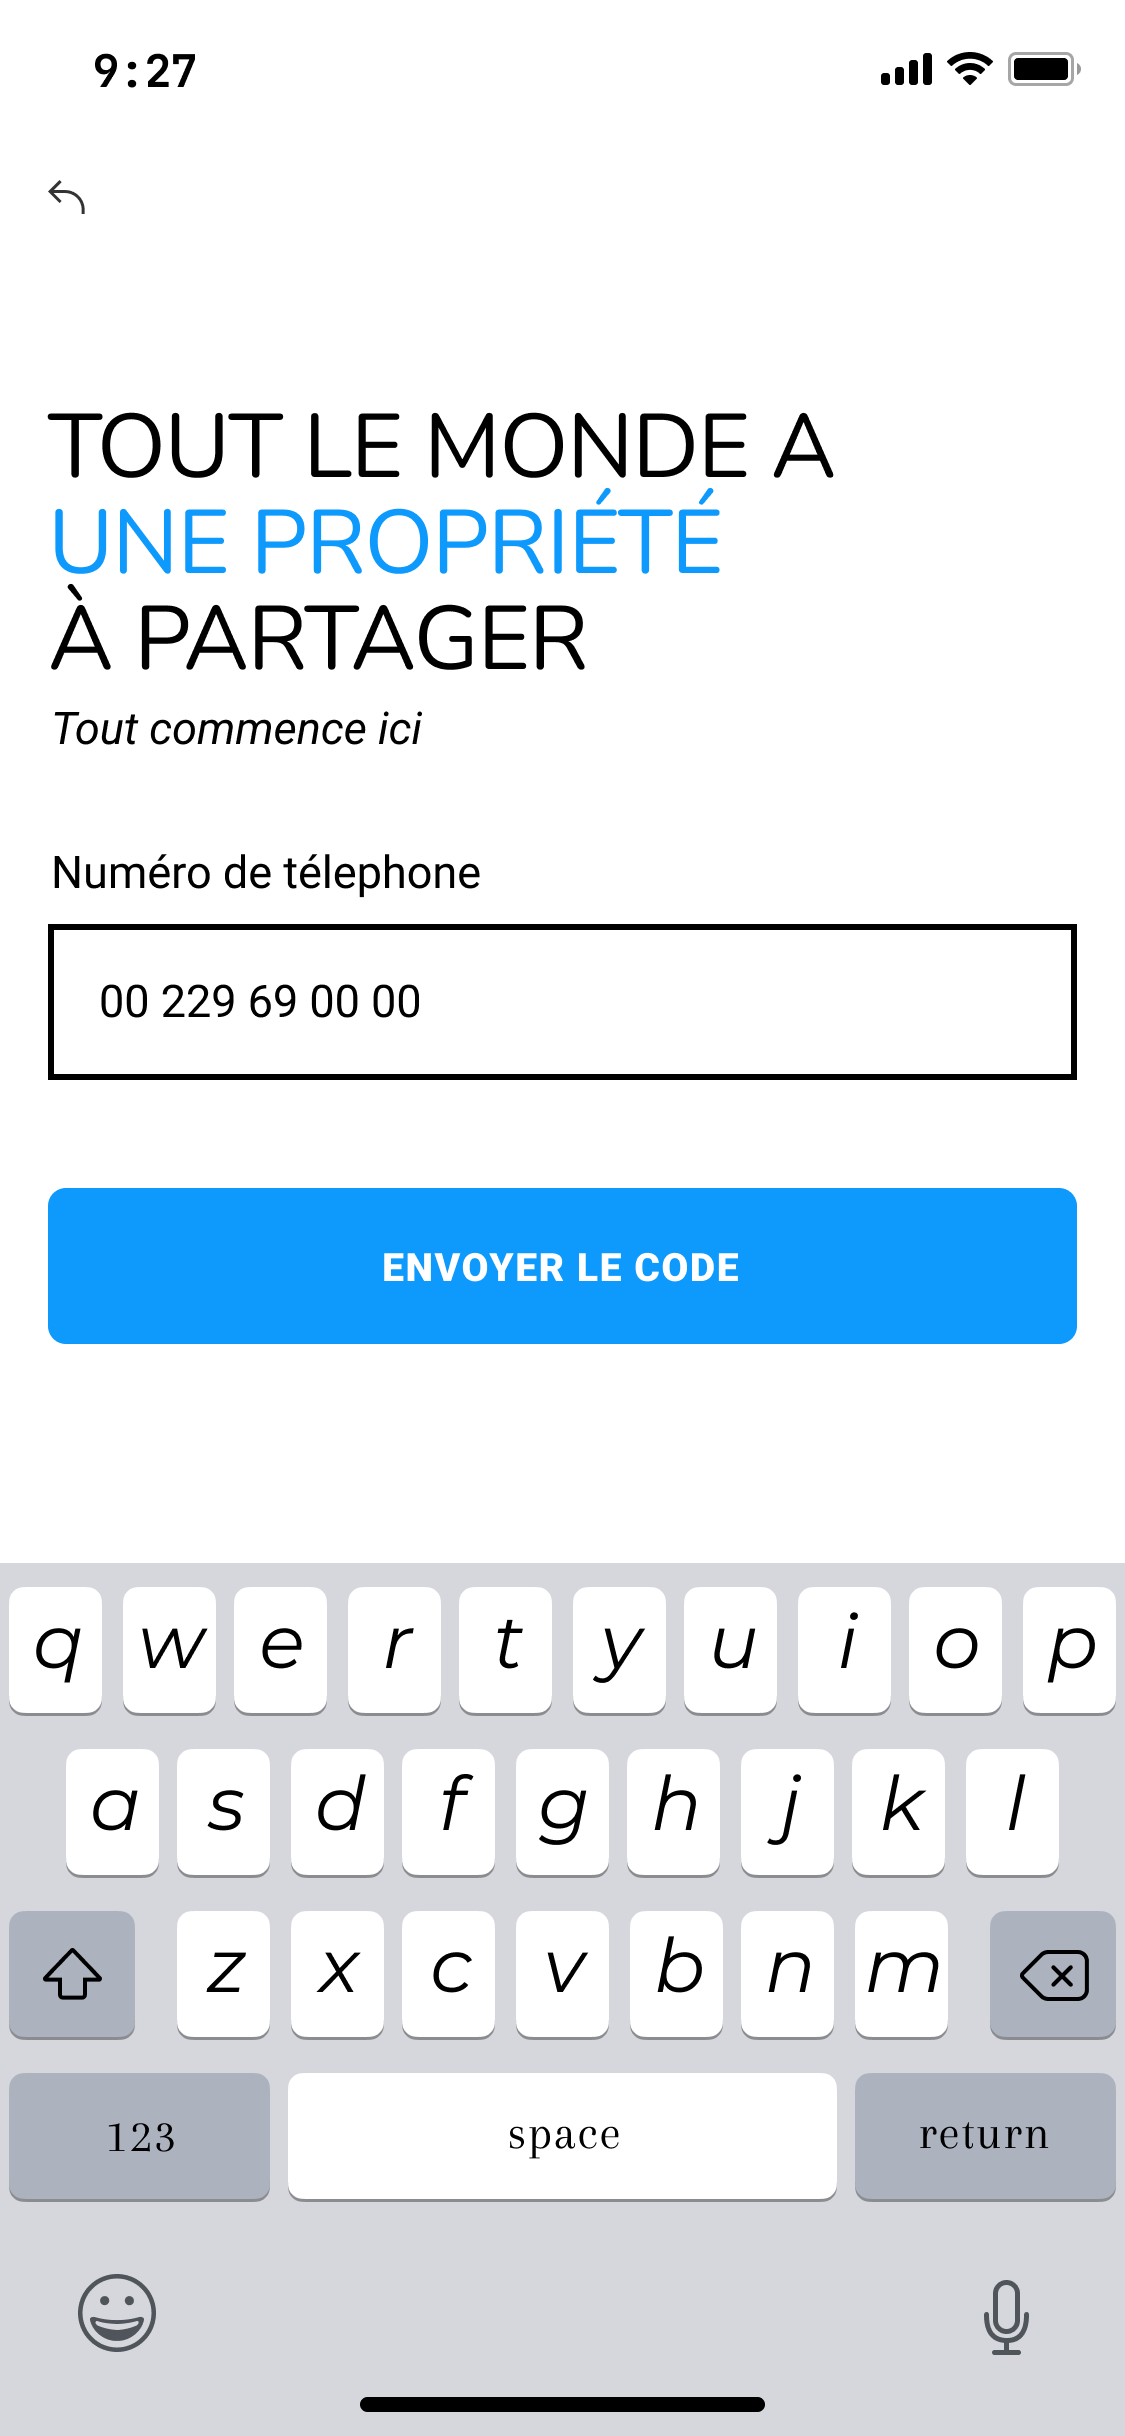 9:27
TOUT LE MONDE A
UNE PROPRIÉTÉ
À PARTAGER
Tout commence ici
Numéro de télephone
00 229 69 00 00
ENVOYER LE CODE
q w e r t y u i o p
a s d f g h j k l
z x c v b n m
123 space return